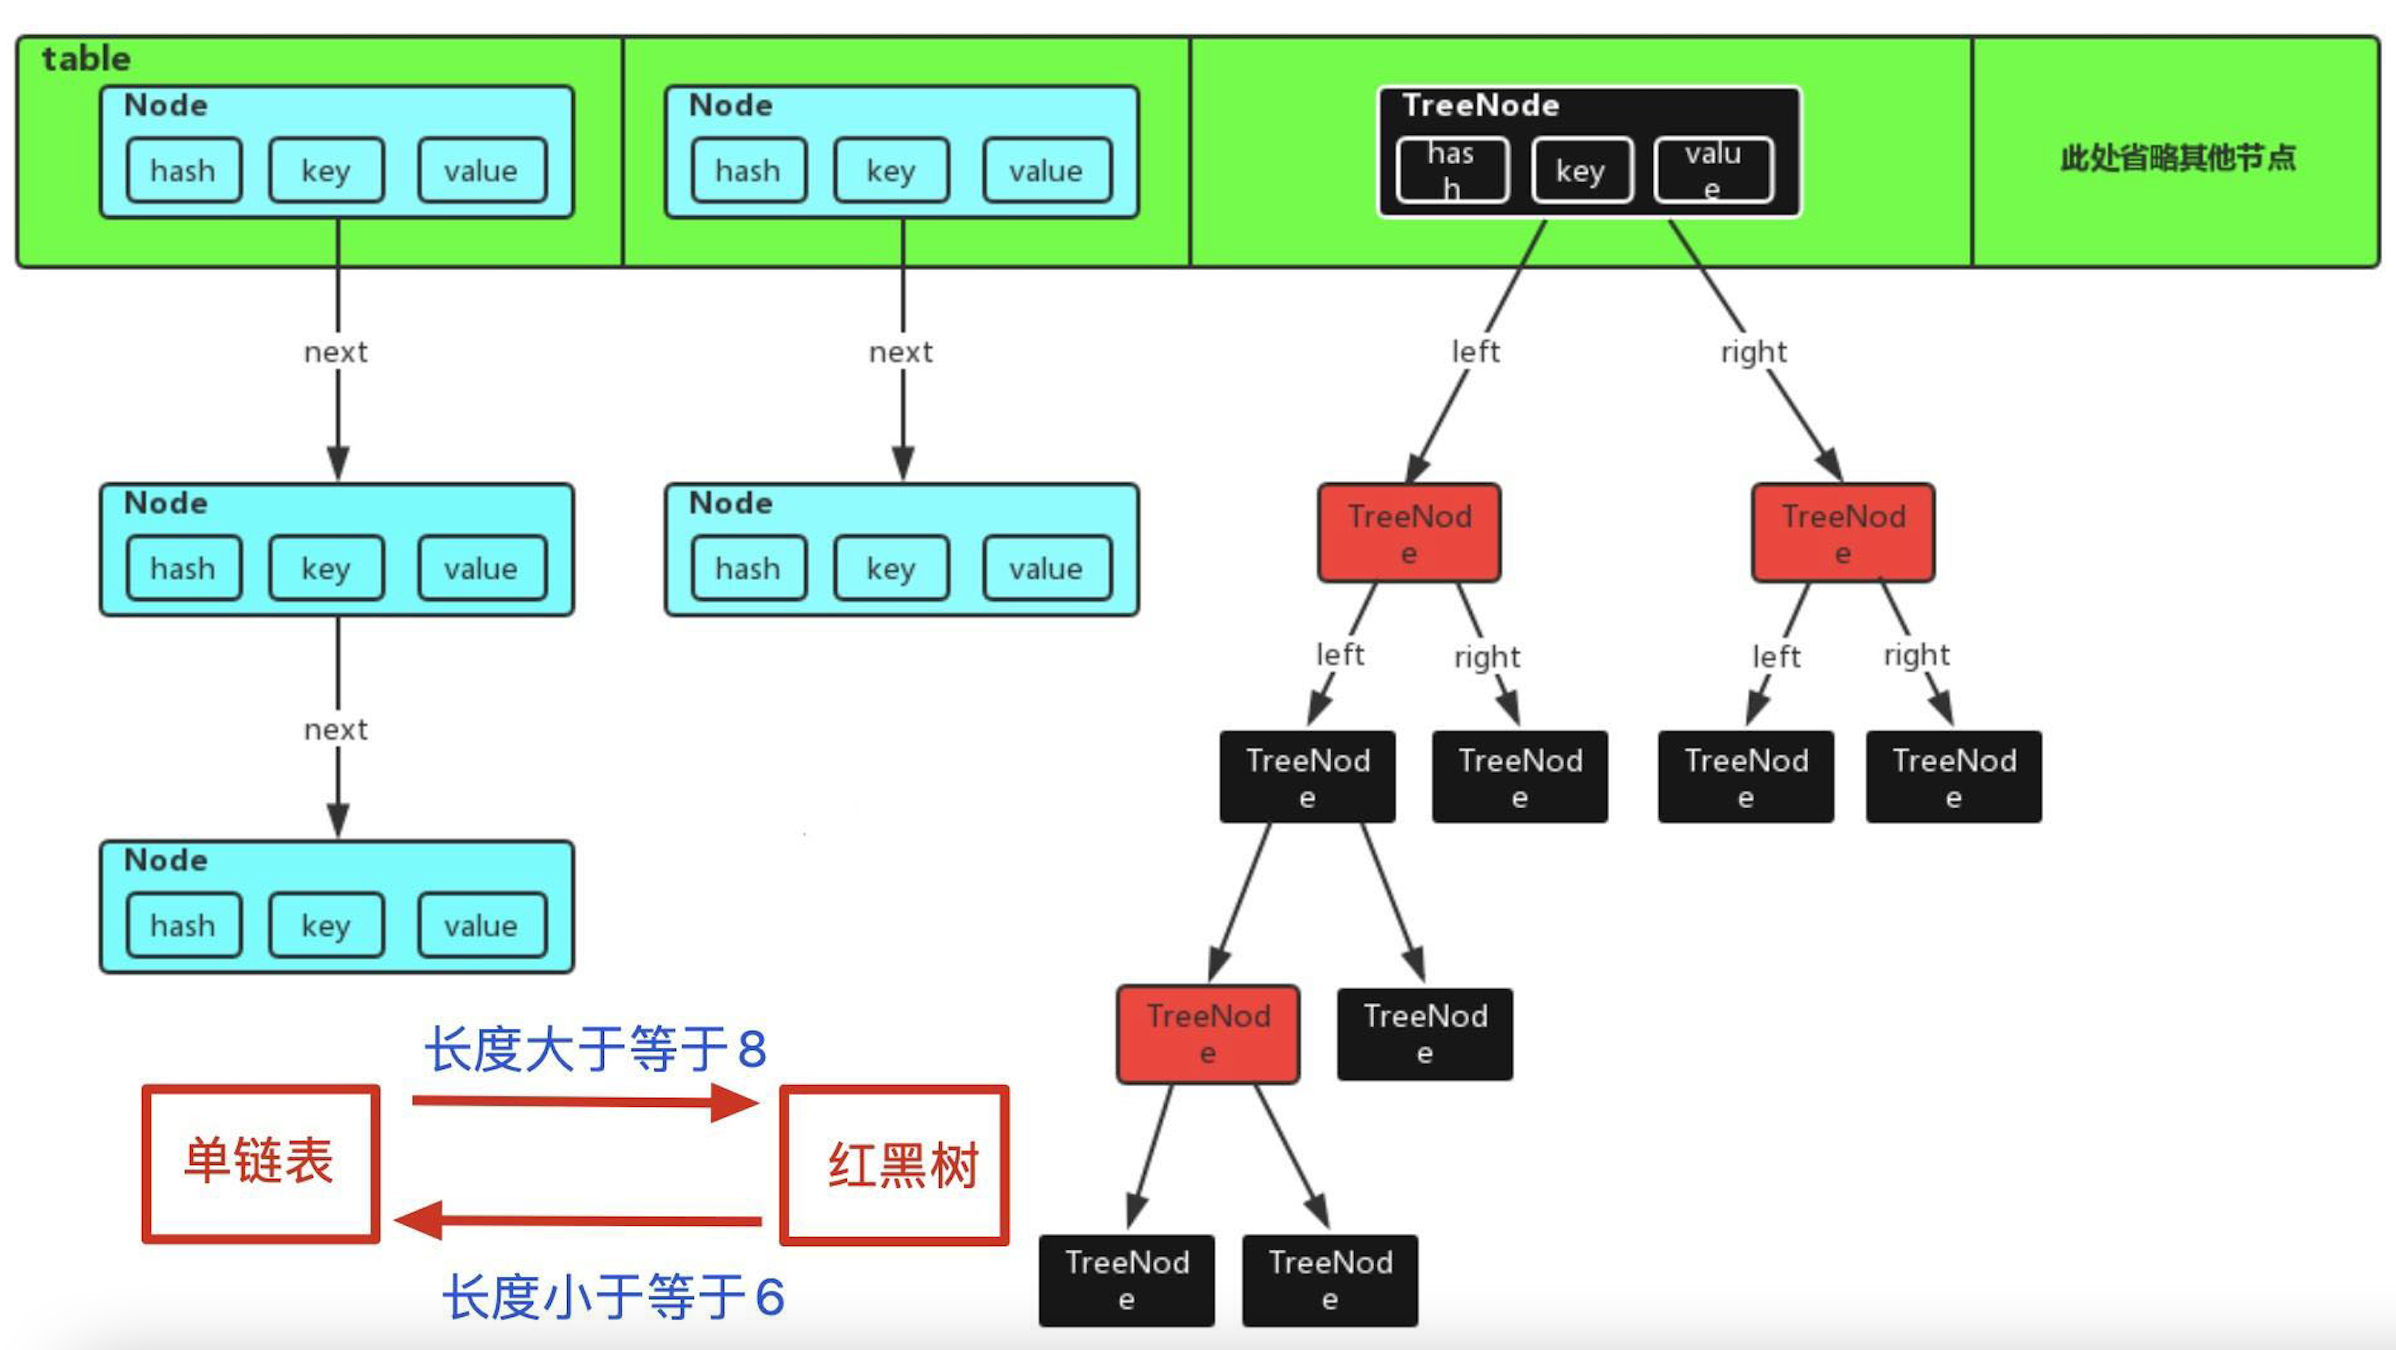 table
Node
hash key value
Node
hash key value
TreeNode
has
h
key
valu
e
此处省略其他节点
next
next
left
right
Node
hash key value
Node
hash key value
TreeNod
e
TreeNod
e
left
right
left
right
next
TreeNod
e
TreeNod
e
TreeNod
e
TreeNod
e
Node
hash key value
TreeNod
e
TreeNod
e
长度大于等于8
单链表
红黑树
长度小于等于6
TreeNod
e
TreeNod
e